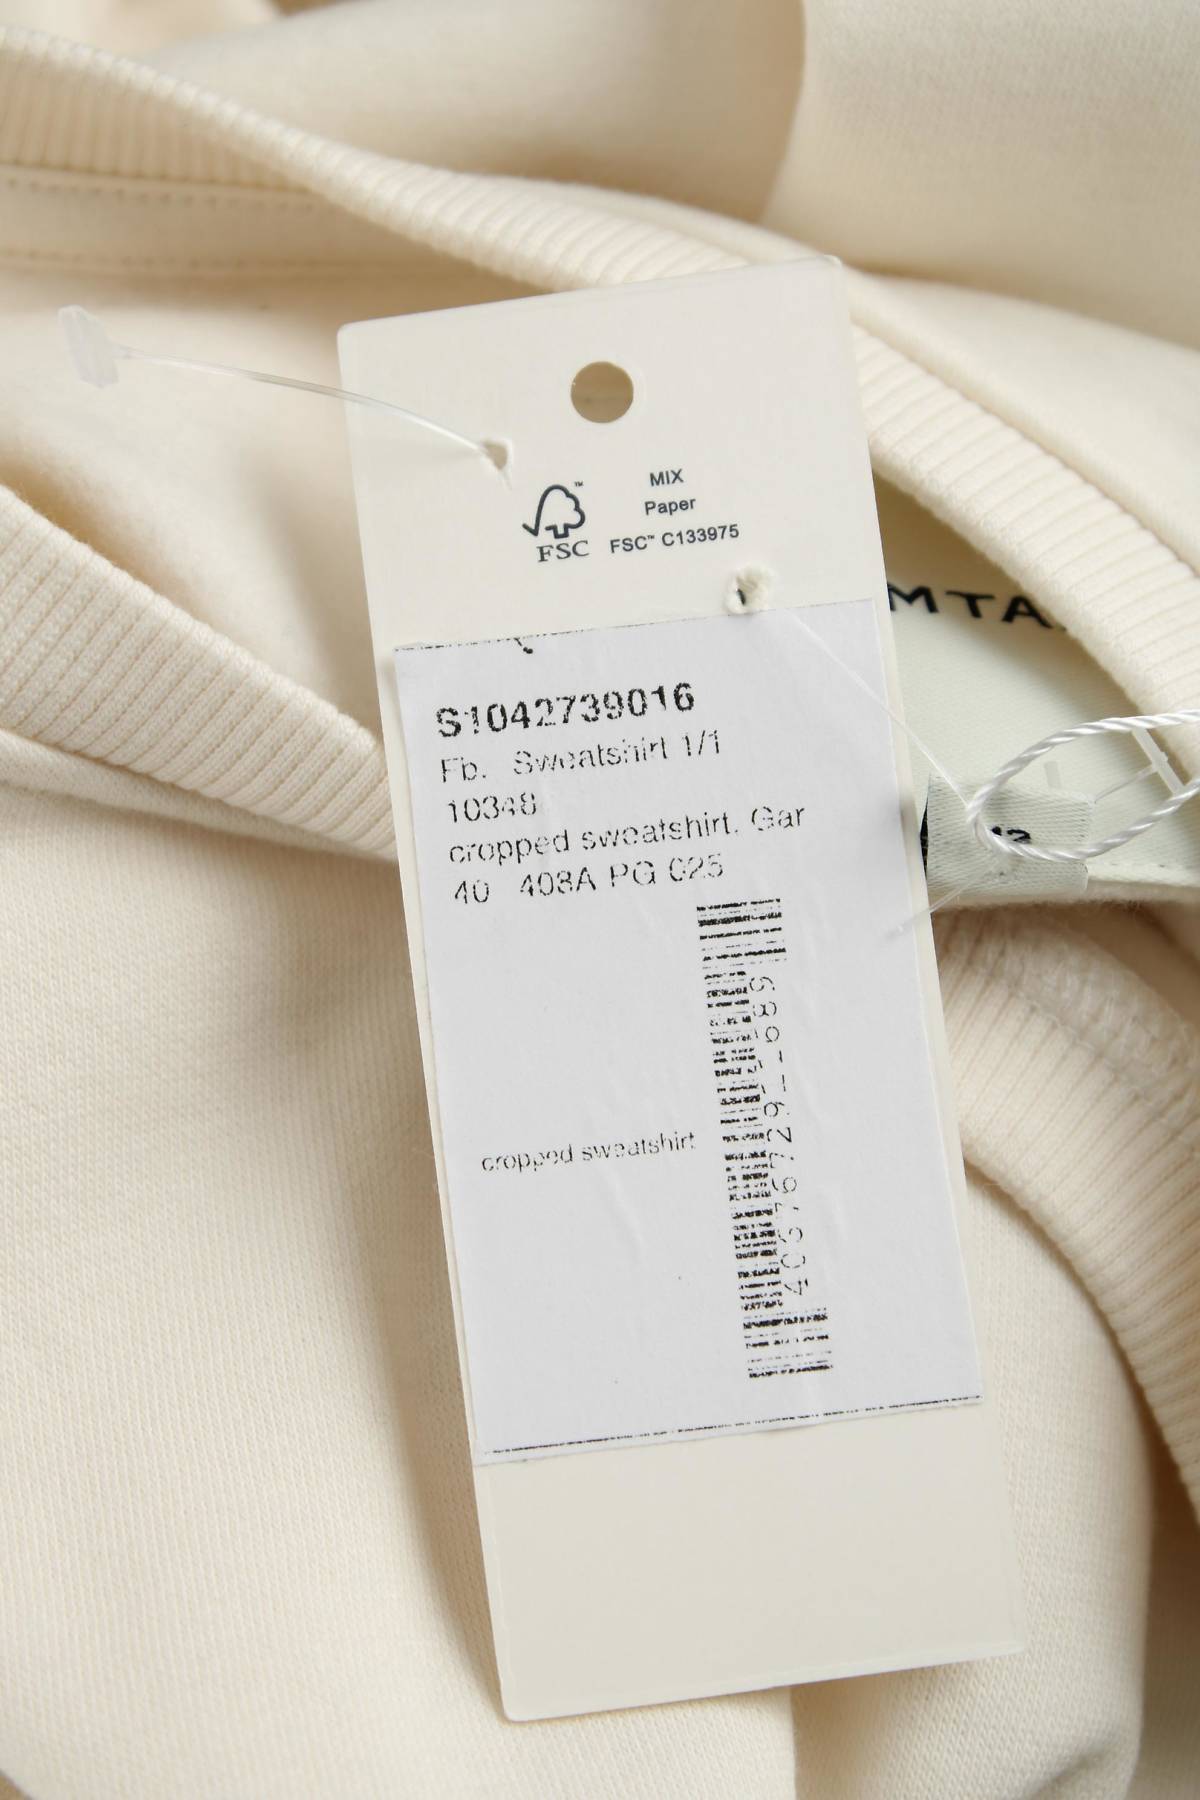 MIX
Paper
FSC™ C133975
FSC
MTA
S1042739016
Fb. Sweatshirt 1/1
10348
cropped sweatshirt, Gar
40 408A PG 025
cropped sweatshirt